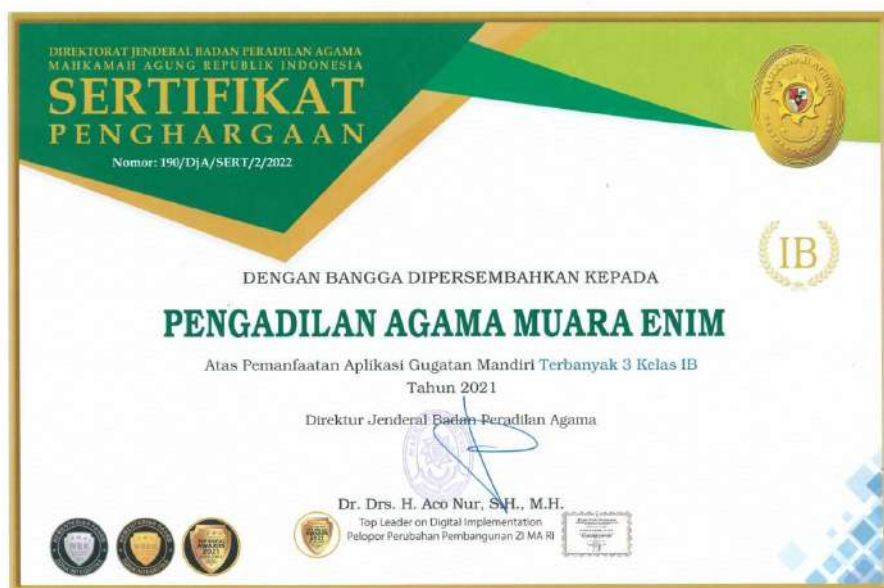 DIREKTORAT JENDERAL BADAN PERADILAN AGAMA
MAHKAMAH AGUNG REPUBLIK INDONESIA
SERTIFIKAT
PENGHARGAAN
Nomor: 190/DjA/SERT/2/2022
MAHKAMAH AGUNG
IB
DENGAN BANGGA DIPERSEMBAHKAN KEPADA
PENGADILAN AGAMA MUARA ENIM
Atas Pemanfaatan Aplikasi Gugatan Mandiri Terbanyak 3 Kelas IB
Tahun 2021
Direktur Jenderal Badan Peradilan Agama
Dr. Drs. H. Aco Nur, S.H., M.H.
Top Leader on Digital Implementation
Pelopor Perubahan Pembangunan ZI MA RI
2021